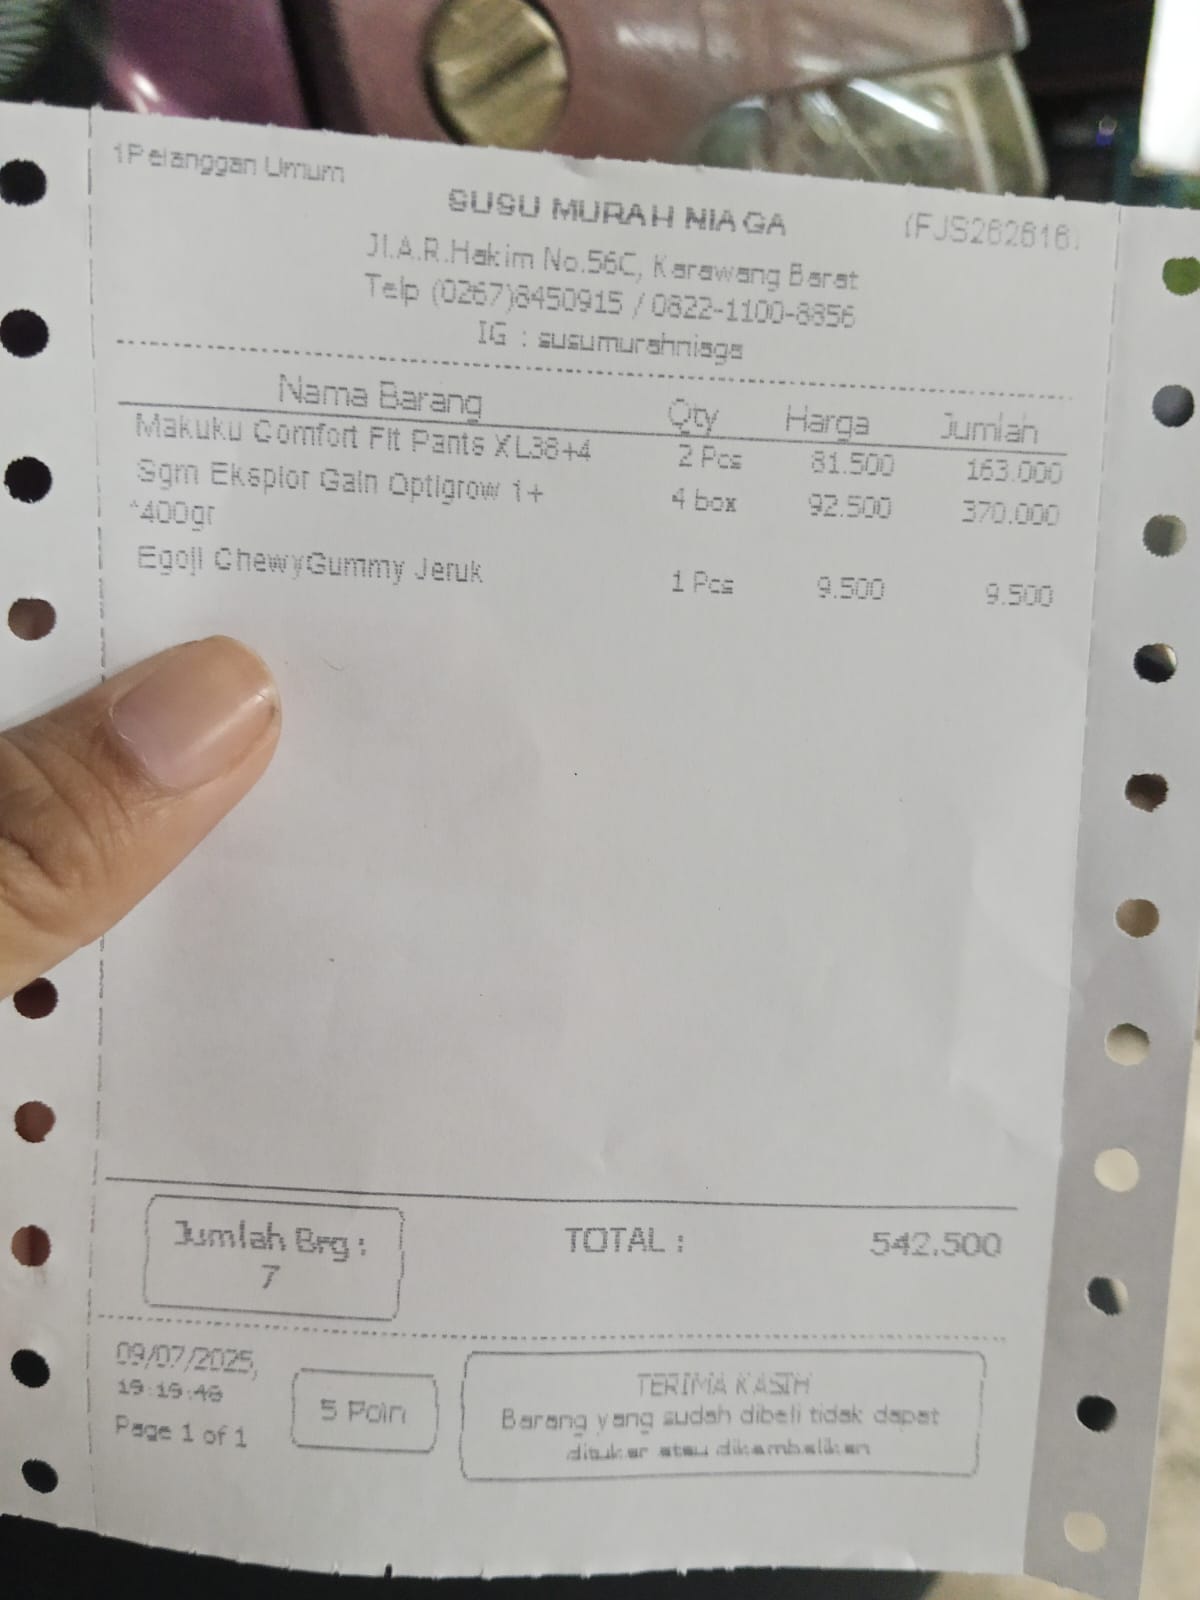 1Pelanggan Umum
SUSU MURAH NIAGA (FJS262616)
Jl.A.R.Hakim No.56C, Karawang Barat
Telp (0267)8450915 / 0822-1100-8856
IG : susumurahniaga
Nama Barang Qty Harga Jumlah
Makuku Comfort Fit Pants XL38+4 2 Pcs 81.500 163.000
Sgm Eksplor Gain Optigrow 1+ 4 box 92.500 370.000
*400gr
Egoji ChewyGummy Jeruk 1 Pcs 9.500 9.500
Jumlah Brg : TOTAL : 542.500
7
09/07/2025,
19:19:48
Page 1 of 1
5 Poin
TERIMA KASIH
Barang yang sudah dibeli tidak dapat
ditukar atau dikembalikan